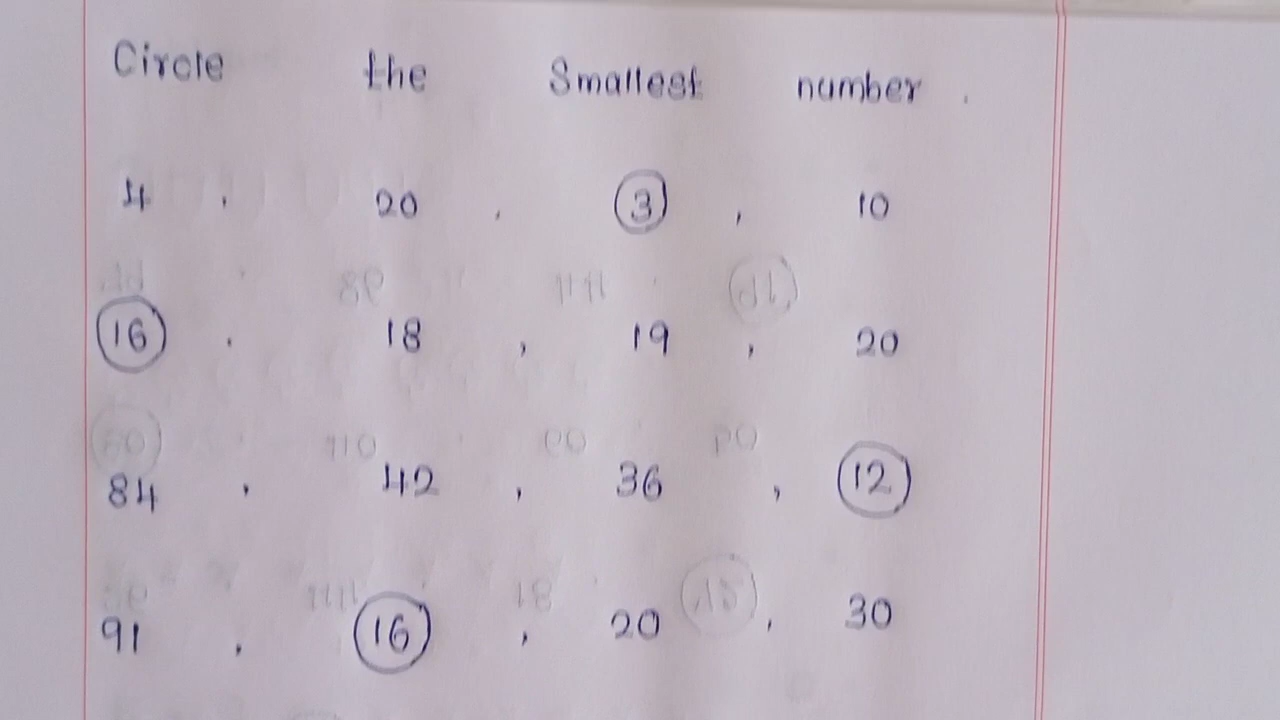 Circle the Smallest number.
4, 20, 3, 10
16, 18, 19, 20
84, 42, 36, 12
91, 16, 20, 30